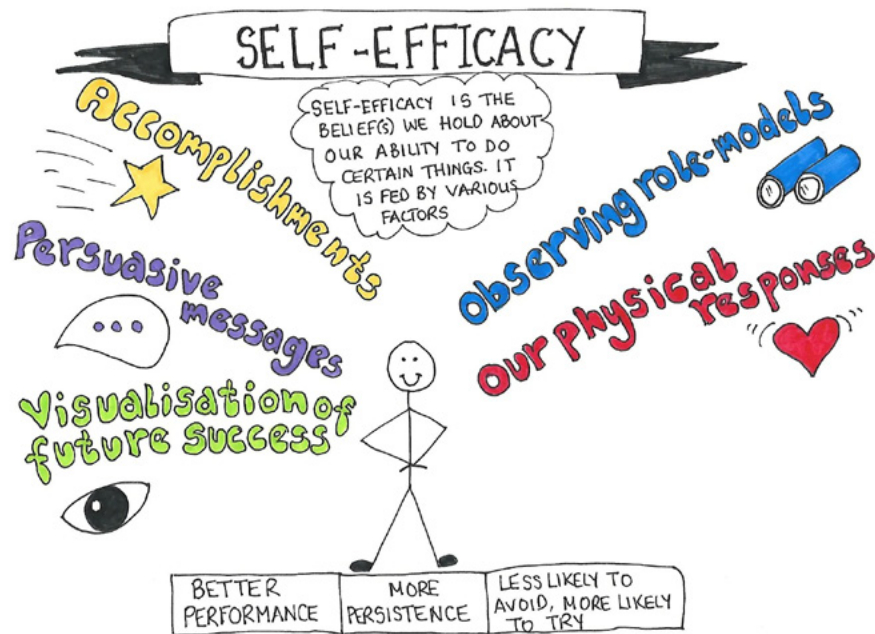 SELF-EFFICACY
SELF-EFFICACY IS THE
BELIEF(S) WE HOLD ABOUT
OUR ABILITY TO DO
CERTAIN THINGS. IT
IS FED BY VARIOUS
FACTORS
Accomplishments
Persuasive
messages
Visualisation of
future success
Observing role-models
Our physical
responses
BETTER
PERFORMANCE
MORE
PERSISTENCE
LESS LIKELY TO
AVOID, MORE LIKELY
TO TRY